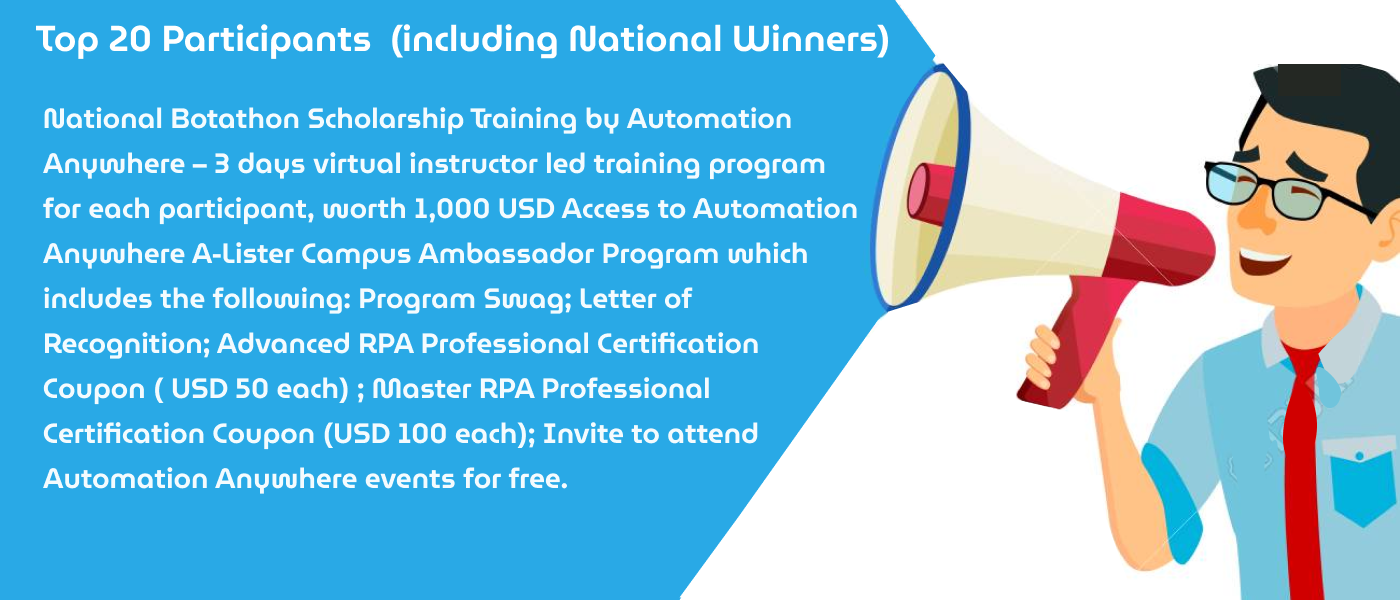 Top 20 Participants (including National Winners)
National Botathon Scholarship Training by Automation
Anywhere – 3 days virtual instructor led training program
for each participant, worth 1,000 USD Access to Automation
Anywhere A-Lister Campus Ambassador Program which
includes the following: Program Swag; Letter of
Recognition; Advanced RPA Professional Certification
Coupon ( USD 50 each) ; Master RPA Professional
Certification Coupon (USD 100 each); Invite to attend
Automation Anywhere events for free.